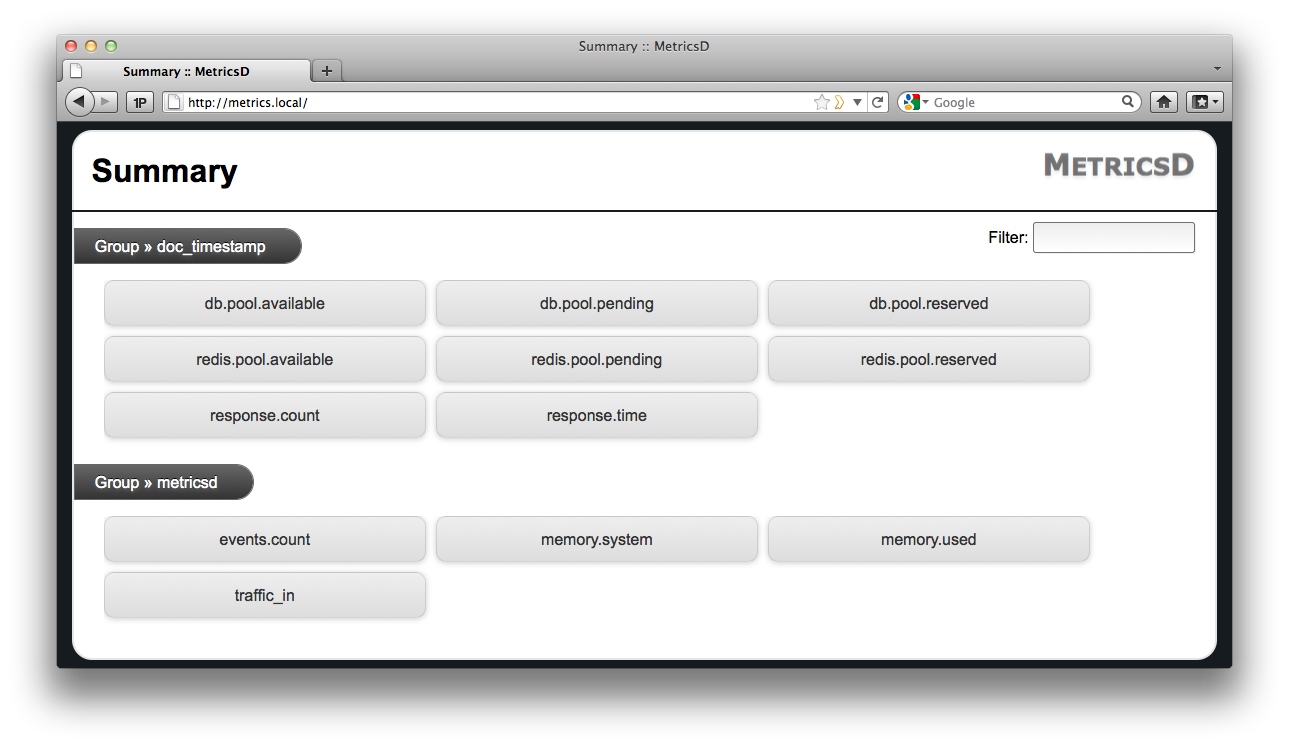 Summary :: MetricsD
Summary :: MetricsD
1P http://metrics.local/ Google
Summary
METRICSD
Group » doc_timestamp
Filter:
db.pool.available db.pool.pending db.pool.reserved
redis.pool.available redis.pool.pending redis.pool.reserved
response.count response.time
Group » metricsd
events.count memory.system memory.used
traffic_in